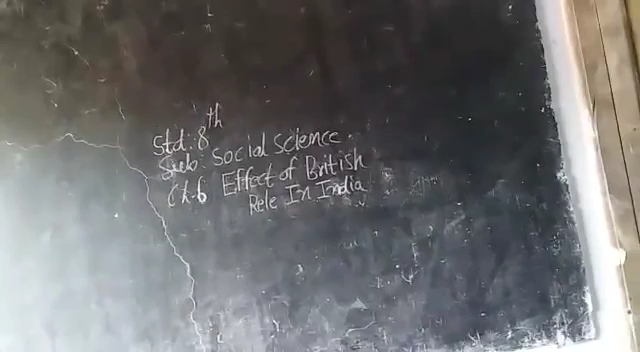 Std: 8th
Sub: Social Science.
Ch.6 Effect of British
Rele In India